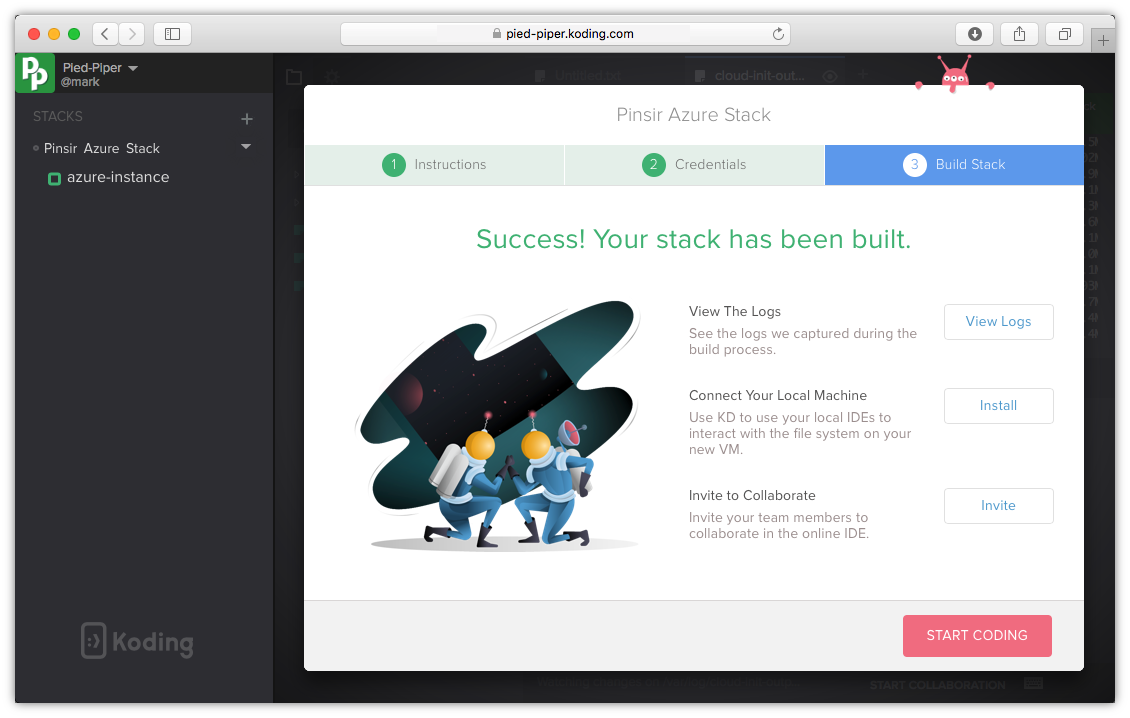 pied-piper.koding.com
Pied-Piper
@mark
STACKS
Pinsir Azure Stack
azure-instance
Koding
Untitled.txt
cloud-init-out...
Pinsir Azure Stack
1 Instructions
2 Credentials
3 Build Stack
Success! Your stack has been built.
View The Logs
See the logs we captured during the
build process.
View Logs
Connect Your Local Machine
Use KD to use your local IDEs to
interact with the file system on your
new VM.
Install
Invite to Collaborate
Invite your team members to
collaborate in the online IDE.
Invite
START CODING
START COLLABORATION